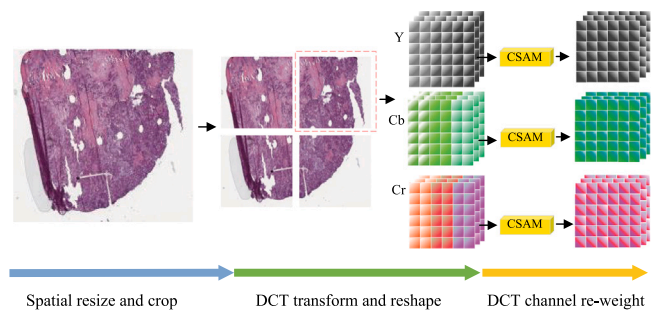 Y
CSAM
Cb
CSAM
Cr
CSAM
Spatial resize and crop
DCT transform and reshape
DCT channel re-weight